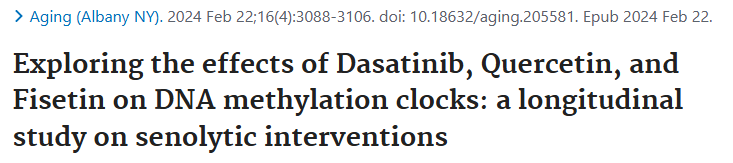 Aging (Albany NY). 2024 Feb 22;16(4):3088-3106. doi: 10.18632/aging.205581. Epub 2024 Feb 22.
Exploring the effects of Dasatinib, Quercetin, and
Fisetin on DNA methylation clocks: a longitudinal
study on senolytic interventions